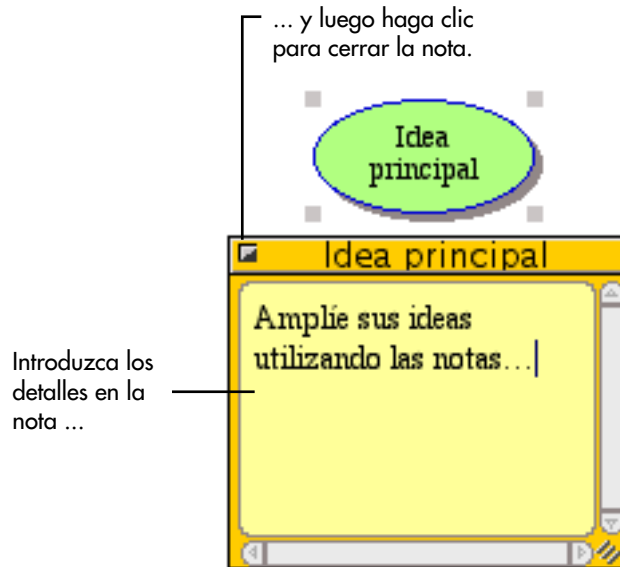 ... y luego haga clic
para cerrar la nota.
Idea
principal
Idea principal
Amplíe sus ideas
utilizando las notas...
Introduzca los
detalles en la
nota ...